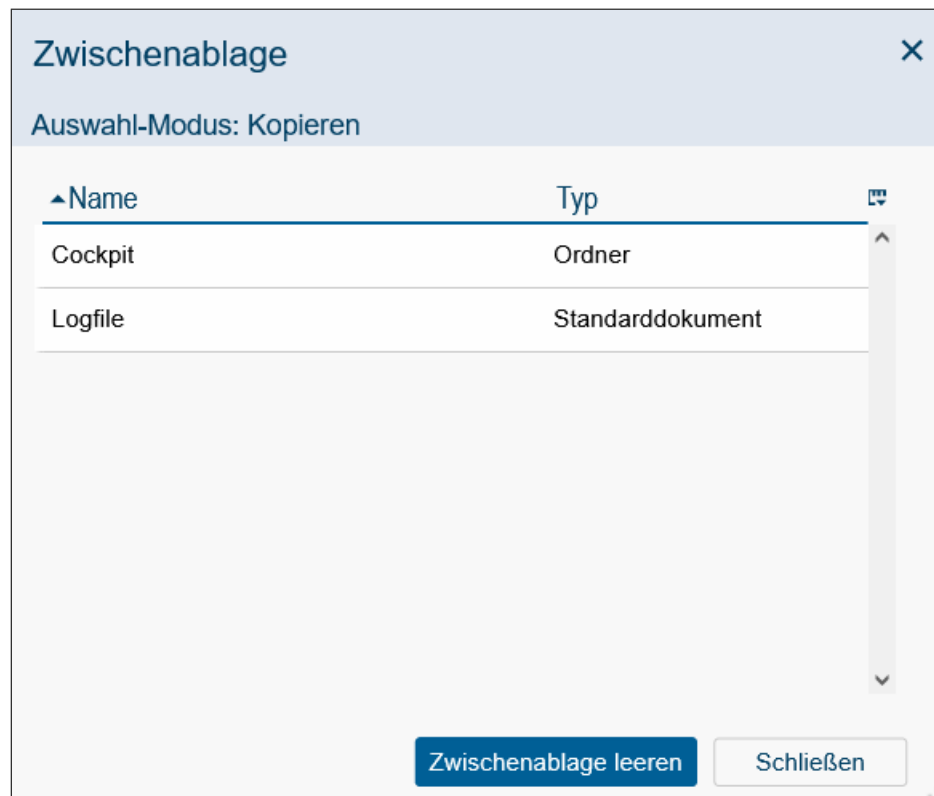 Zwischenablage
Auswahl-Modus: Kopieren
Name Typ
Cockpit Ordner
Logfile Standarddokument
Zwischenablage leeren Schließen